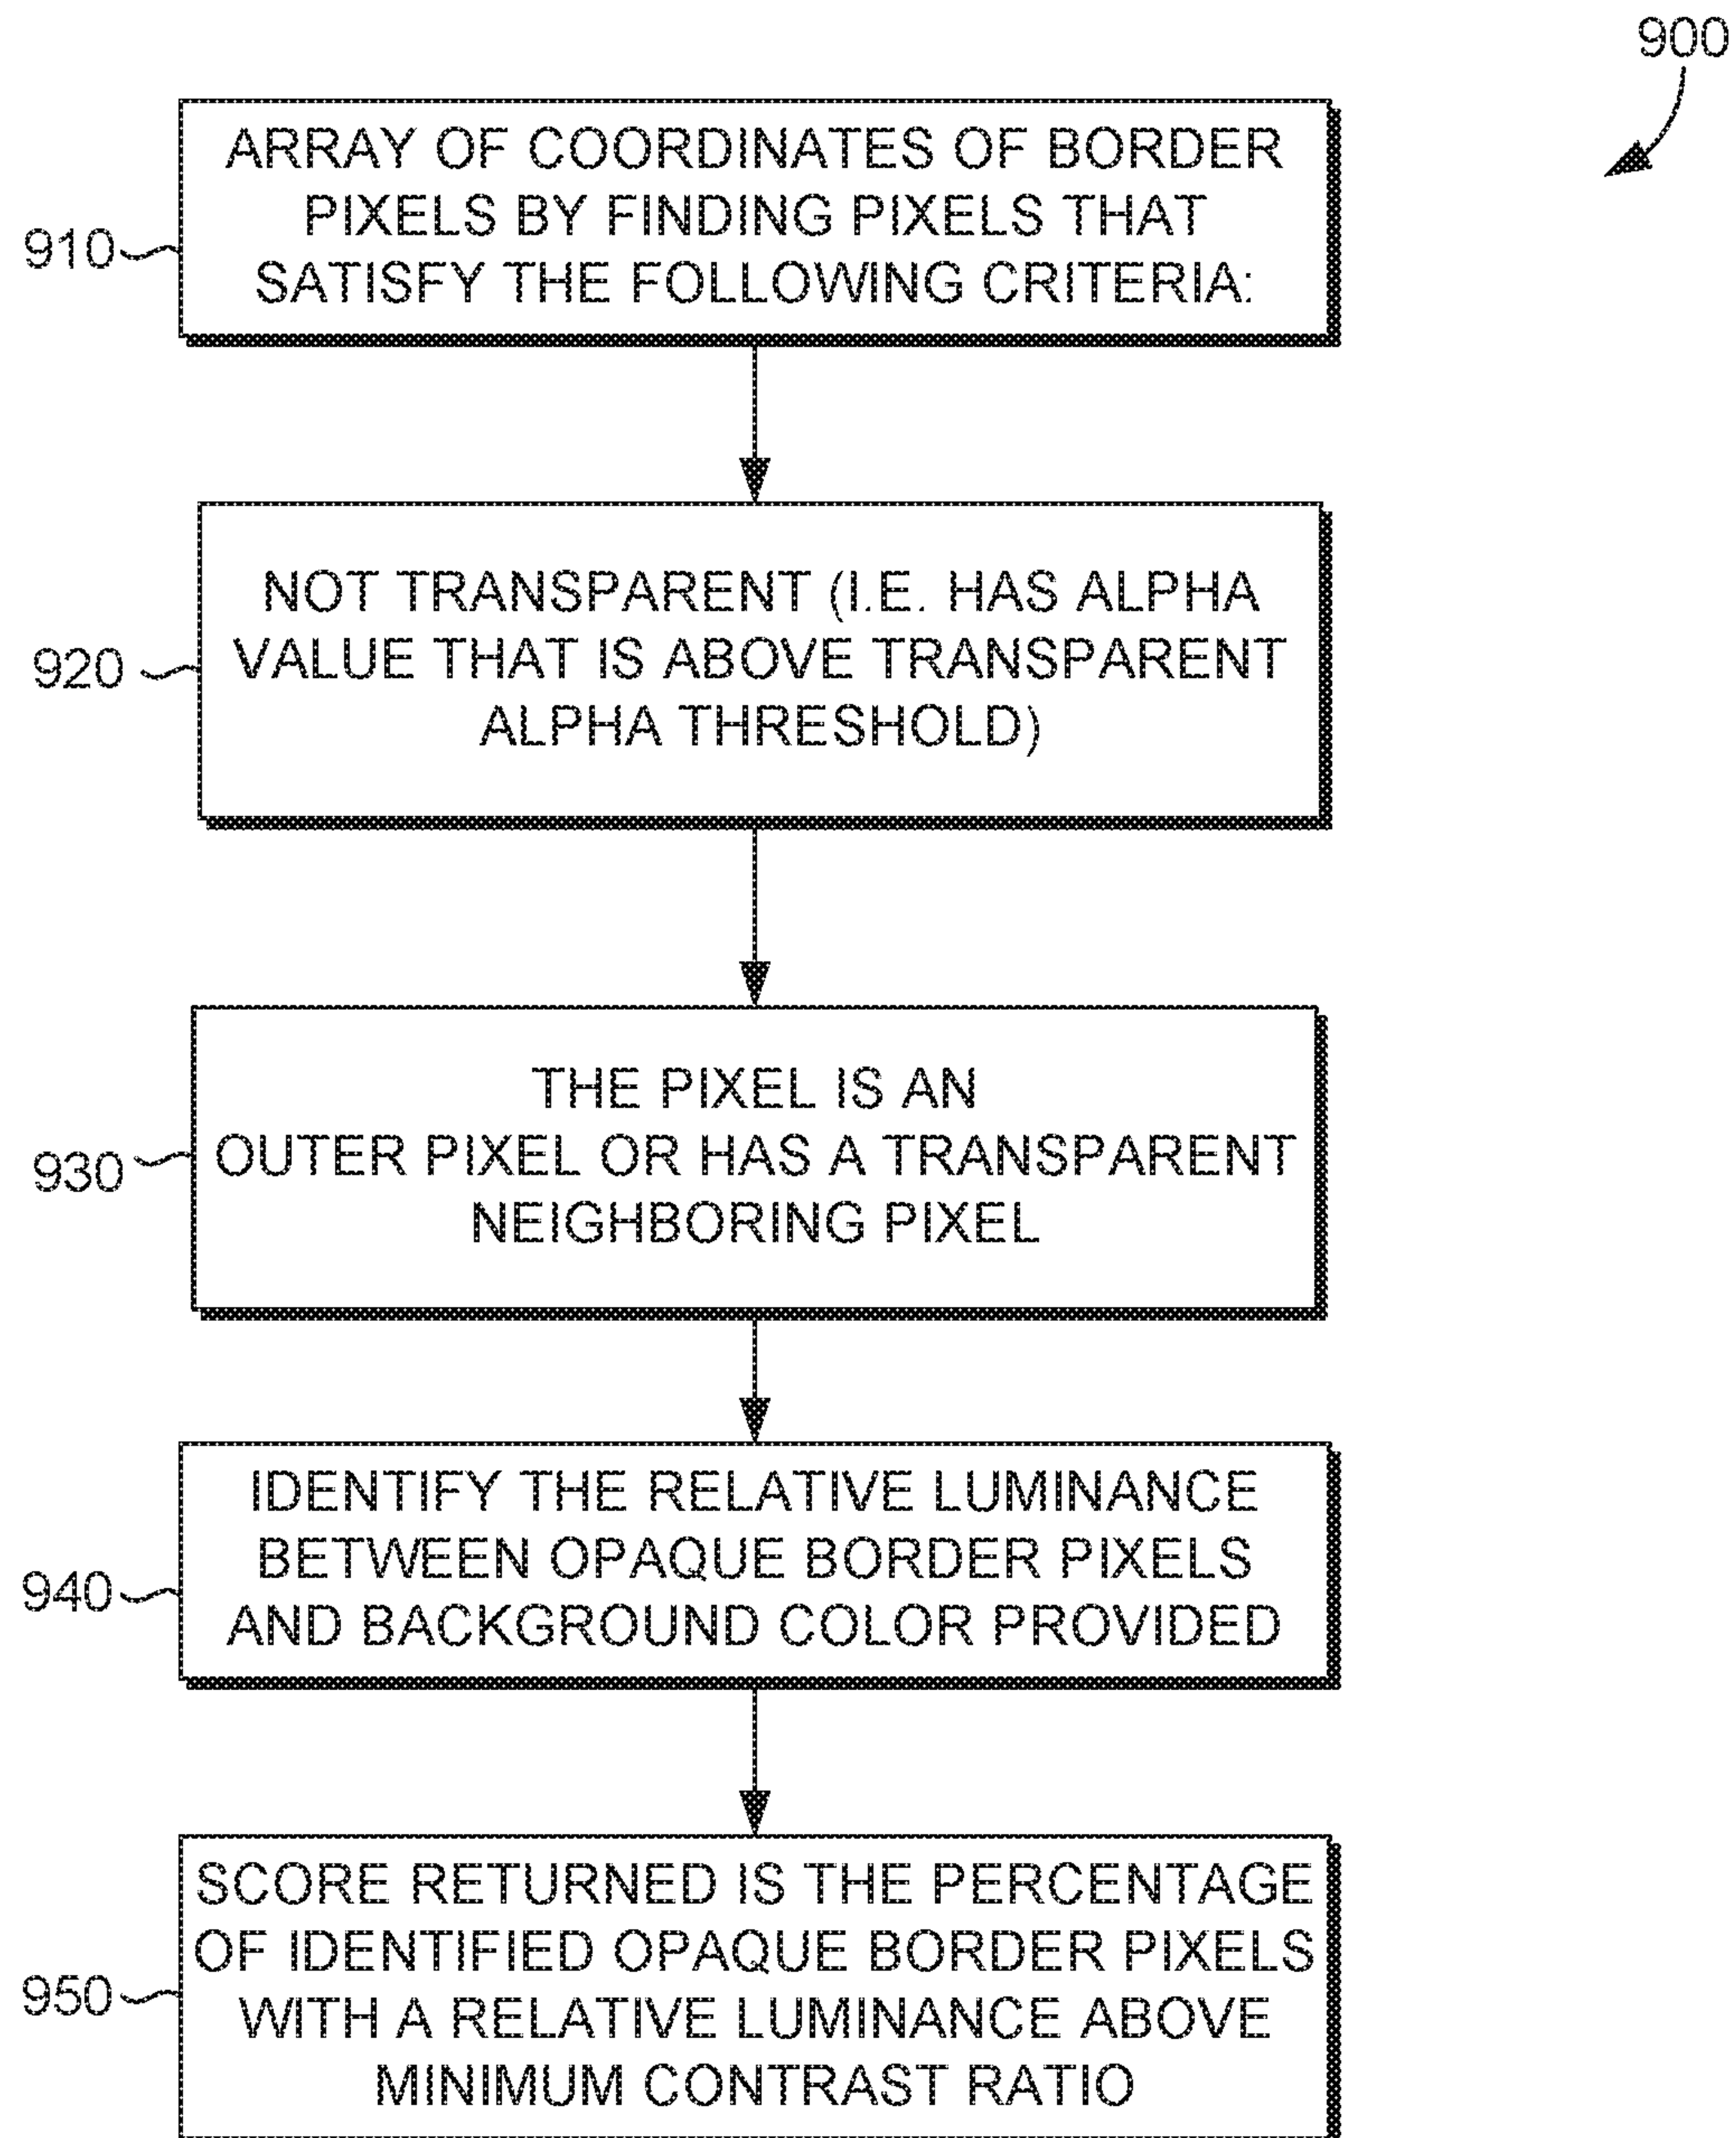 900
ARRAY OF COORDINATES OF BORDER
PIXELS BY FINDING PIXELS THAT
SATISFY THE FOLLOWING CRITERIA:
910
NOT TRANSPARENT (I.E. HAS ALPHA
VALUE THAT IS ABOVE TRANSPARENT
ALPHA THRESHOLD)
920
THE PIXEL IS AN
OUTER PIXEL OR HAS A TRANSPARENT
NEIGHBORING PIXEL
930
IDENTIFY THE RELATIVE LUMINANCE
BETWEEN OPAQUE BORDER PIXELS
AND BACKGROUND COLOR PROVIDED
940
SCORE RETURNED IS THE PERCENTAGE
OF IDENTIFIED OPAQUE BORDER PIXELS
WITH A RELATIVE LUMINANCE ABOVE
MINIMUM CONTRAST RATIO
950